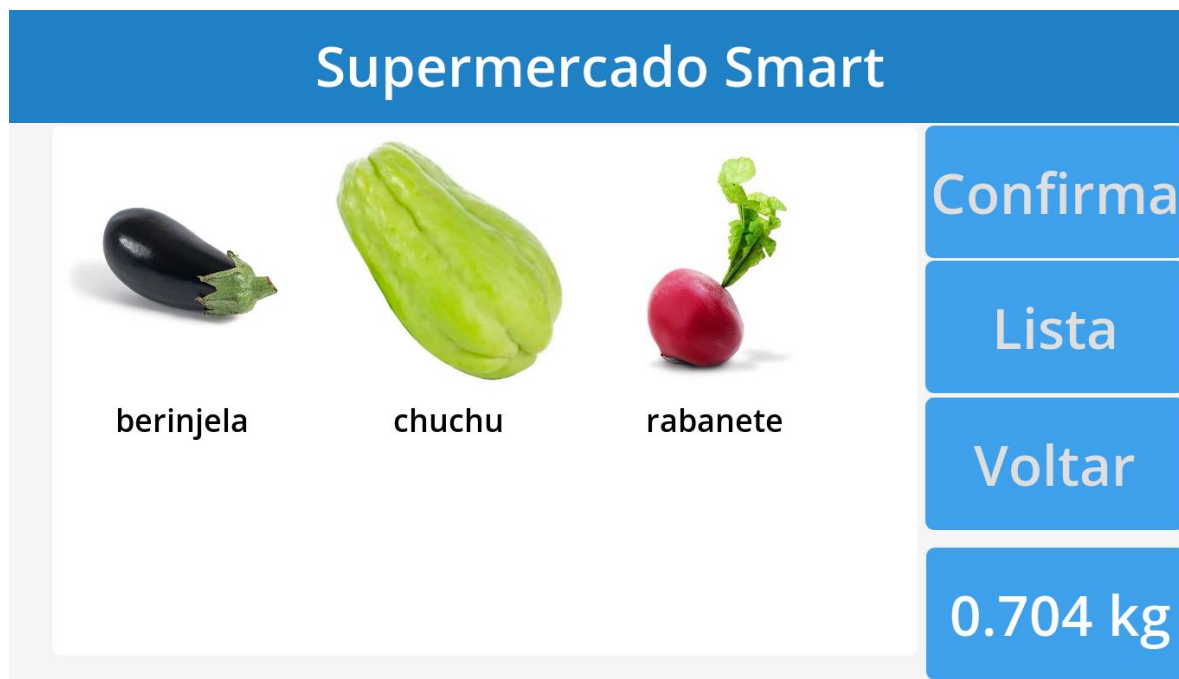 Supermercado Smart
berinjela
chuchu
rabanete
Confirma
Lista
Voltar
0.704 kg